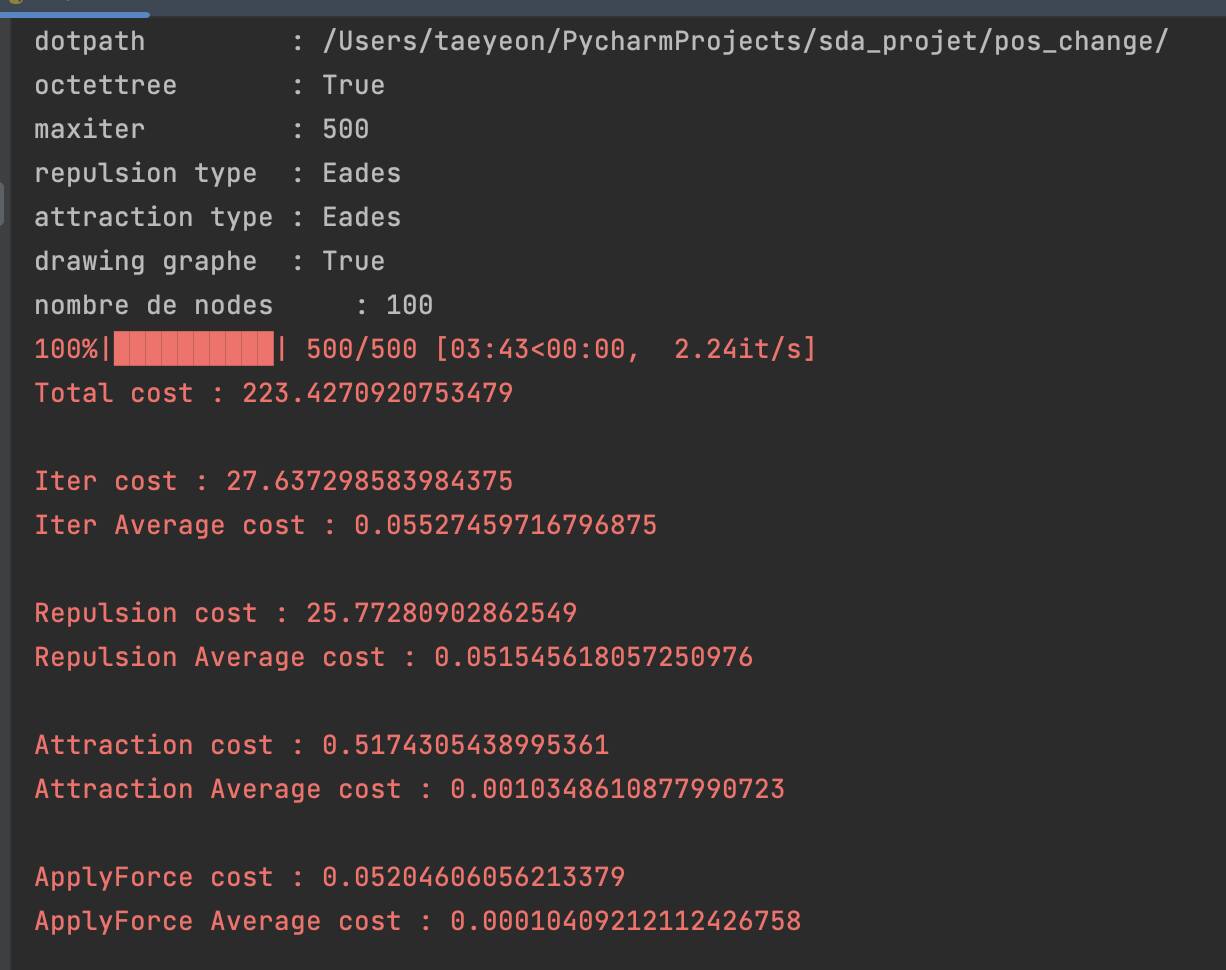 dotpath         : /Users/taeyeon/PycharmProjects/sda_projet/pos_change/
octettree       : True
maxiter         : 500
repulsion type  : Eades
attraction type : Eades
drawing graphe  : True
nombre de nodes     : 100
100%|██████████| 500/500 [03:43<00:00,  2.24it/s]
Total cost : 223.4270920753479
Iter cost : 27.637298583984375
Iter Average cost : 0.05527459716796875
Repulsion cost : 25.77280902862549
Repulsion Average cost : 0.051545618057250976
Attraction cost : 0.5174305438995361
Attraction Average cost : 0.0010348610877990723
ApplyForce cost : 0.05204606056213379
ApplyForce Average cost : 0.00010409212112426758